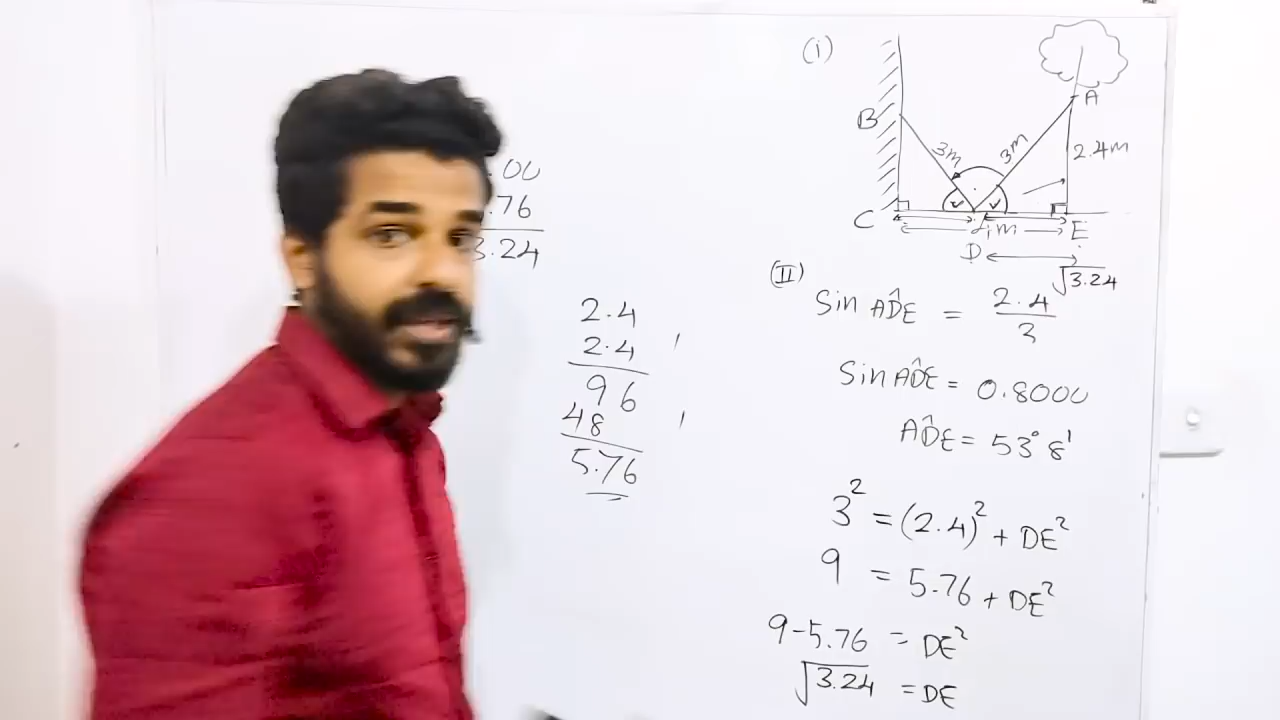 (i)
A
B
3m
3m
2.4m
C
E
D
√3.24
.00
.76
3.24
2.4
2.4
96
48
5.76
(II)
Sin AD̂E = 2.4/3
Sin AD̂E = 0.8000
AD̂E = 53°8'
3² = (2.4)² + DE²
9 = 5.76 + DE²
9-5.76 = DE²
√3.24 = DE